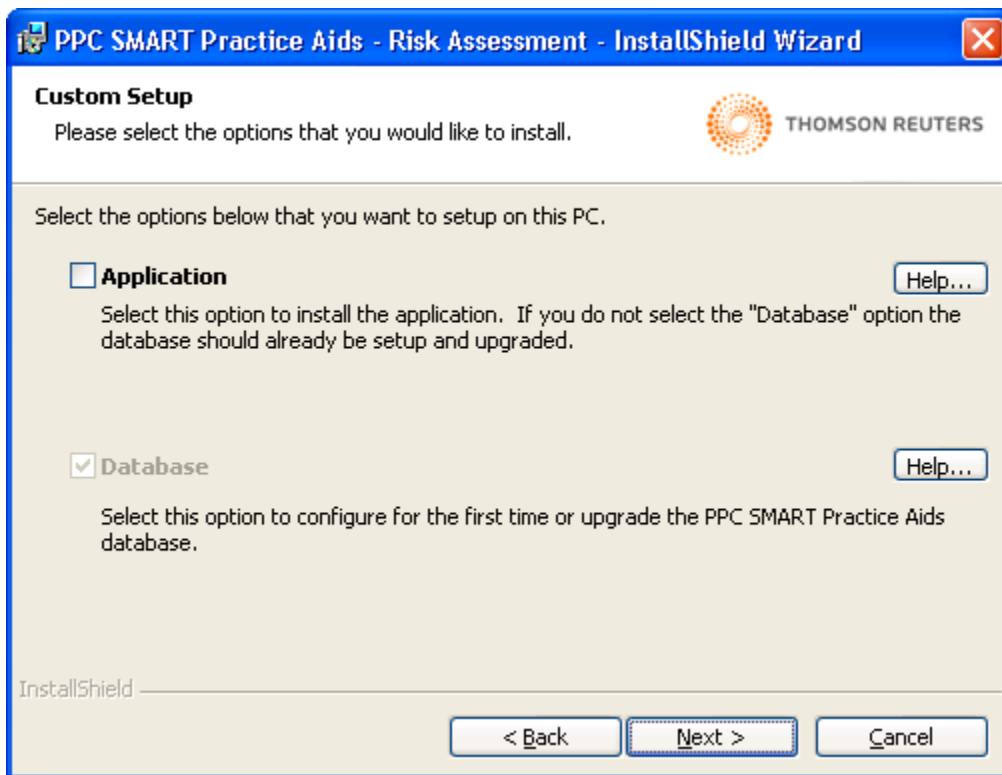 PPC SMART Practice Aids - Risk Assessment - InstallShield Wizard
Custom Setup
Please select the options that you would like to install.
THOMSON REUTERS
Select the options below that you want to setup on this PC.
Application
Help...
Select this option to install the application.  If you do not select the "Database" option the
database should already be setup and upgraded.
Database
Help...
Select this option to configure for the first time or upgrade the PPC SMART Practice Aids
database.
InstallShield
< Back
Next >
Cancel